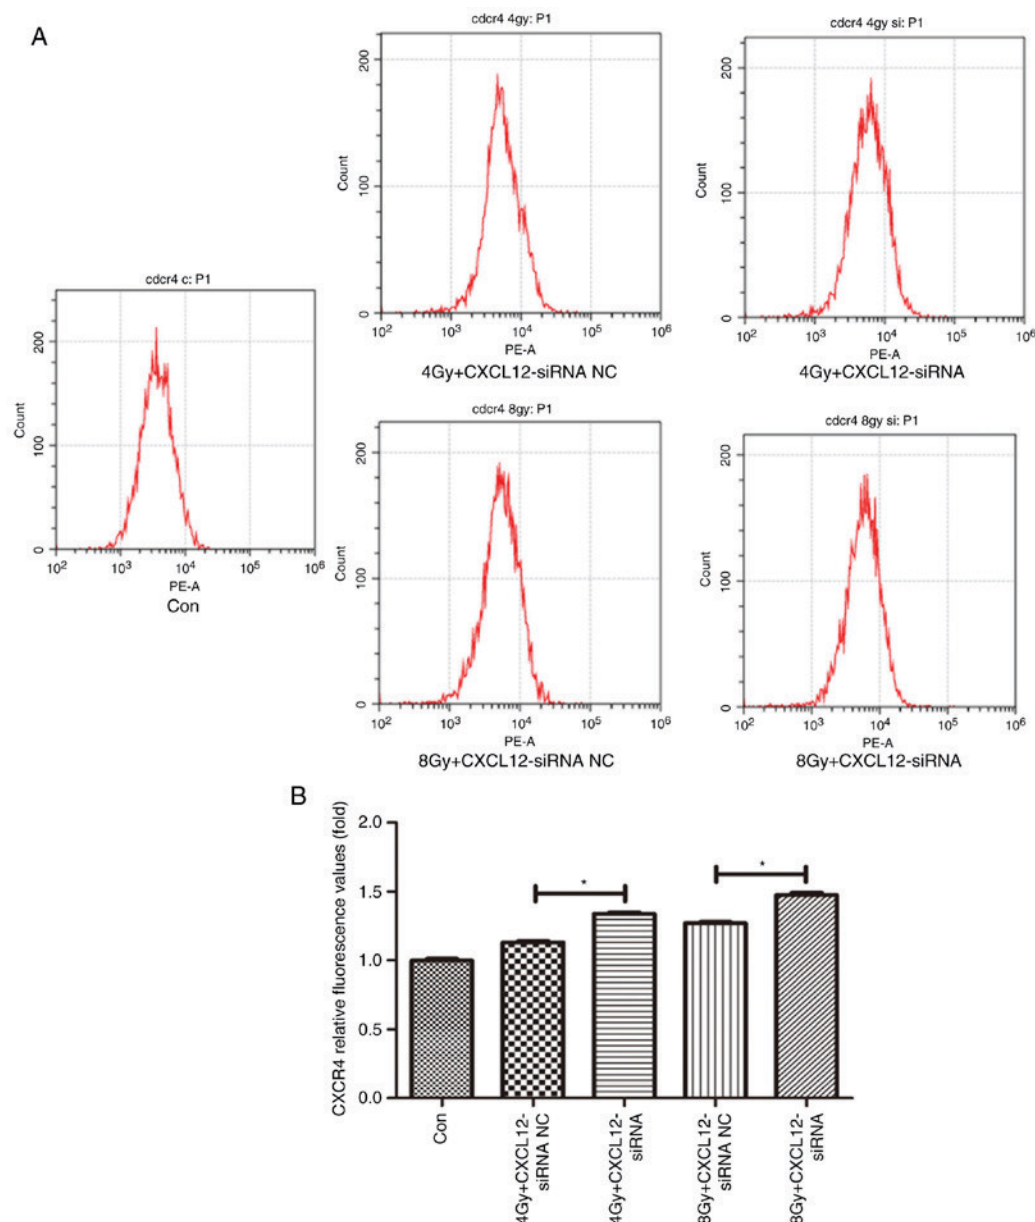 A
cdcr4 4gy: P1
200
100
0
Count
10² 10³ 10⁴ 10⁵ 10⁶
PE-A
4Gy+CXCL12-siRNA NC
cdcr4 4gy si: P1
200
100
0
Count
10² 10³ 10⁴ 10⁵ 10⁶
PE-A
4Gy+CXCL12-siRNA
cdcr4 c: P1
200
100
0
Count
10² 10³ 10⁴ 10⁵ 10⁶
PE-A
Con
cdcr4 8gy: P1
200
100
0
Count
10² 10³ 10⁴ 10⁵ 10⁶
PE-A
8Gy+CXCL12-siRNA NC
cdcr4 8gy si: P1
200
100
0
Count
10² 10³ 10⁴ 10⁵ 10⁶
PE-A
8Gy+CXCL12-siRNA
B
CXCR4 relative fluorescence values (fold)
2.0
1.5
1.0
0.5
0.0
*
*
Con
4Gy+CXCL12-
siRNA NC
4Gy+CXCL12-
siRNA
8Gy+CXCL12-
siRNA NC
8Gy+CXCL12-
siRNA